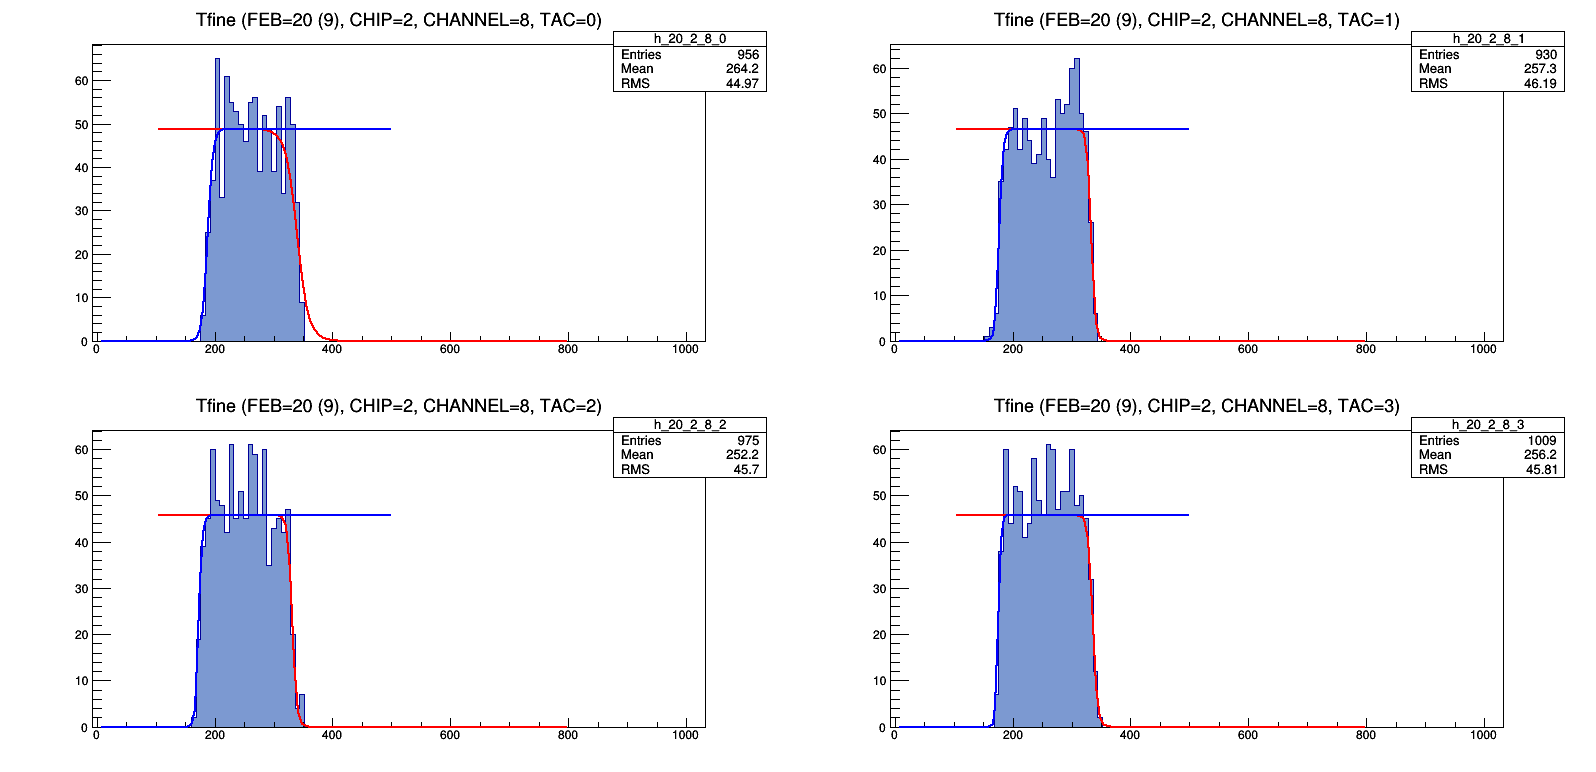 Tfine (FEB=20 (9), CHIP=2, CHANNEL=8, TAC=0)
h_20_2_8_0
Entries 956
Mean 264.2
RMS 44.97
60
50
40
30
20
10
0
0 200 400 600 800 1000
Tfine (FEB=20 (9), CHIP=2, CHANNEL=8, TAC=1)
h_20_2_8_1
Entries 930
Mean 257.3
RMS 46.19
60
50
40
30
20
10
0
0 200 400 600 800 1000
Tfine (FEB=20 (9), CHIP=2, CHANNEL=8, TAC=2)
h_20_2_8_2
Entries 975
Mean 252.2
RMS 45.7
60
50
40
30
20
10
0
0 200 400 600 800 1000
Tfine (FEB=20 (9), CHIP=2, CHANNEL=8, TAC=3)
h_20_2_8_3
Entries 1009
Mean 256.2
RMS 45.81
60
50
40
30
20
10
0
0 200 400 600 800 1000